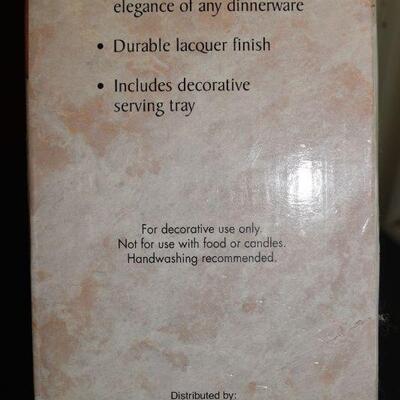 elegance of any dinnerware
• Durable lacquer finish
• Includes decorative
serving tray
For decorative use only.
Not for use with food or candles.
Handwashing recommended.
Distributed by: